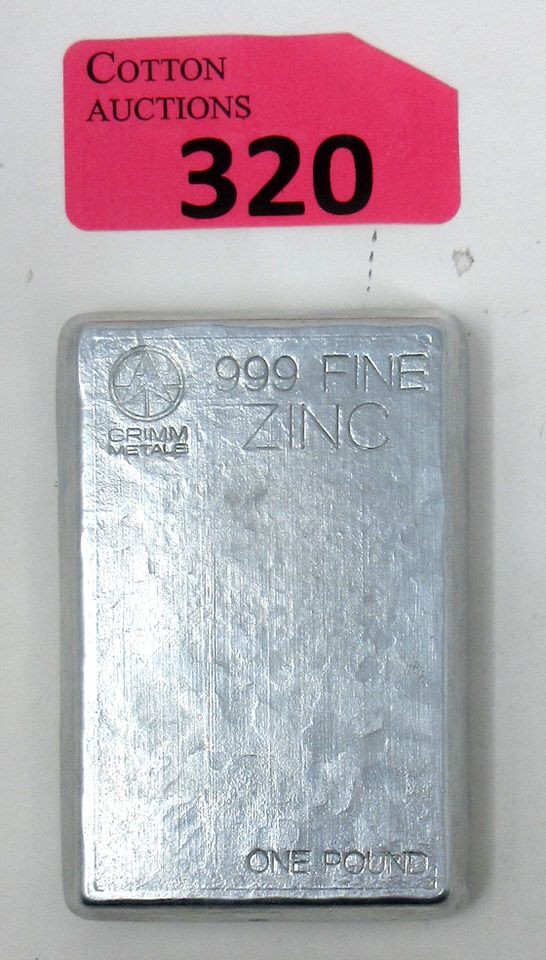 COTTON
AUCTIONS
320
999 FINE
ZINC
GRIMM
METALS
ONE POUND